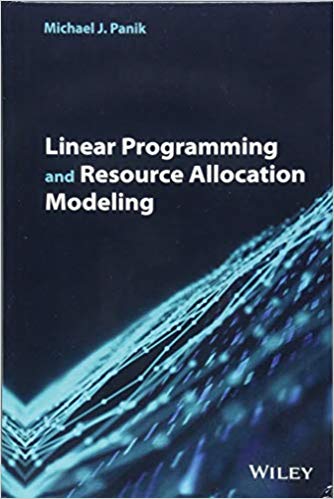 Michael J. Panik
Linear Programming
and Resource Allocation
Modeling
WILEY